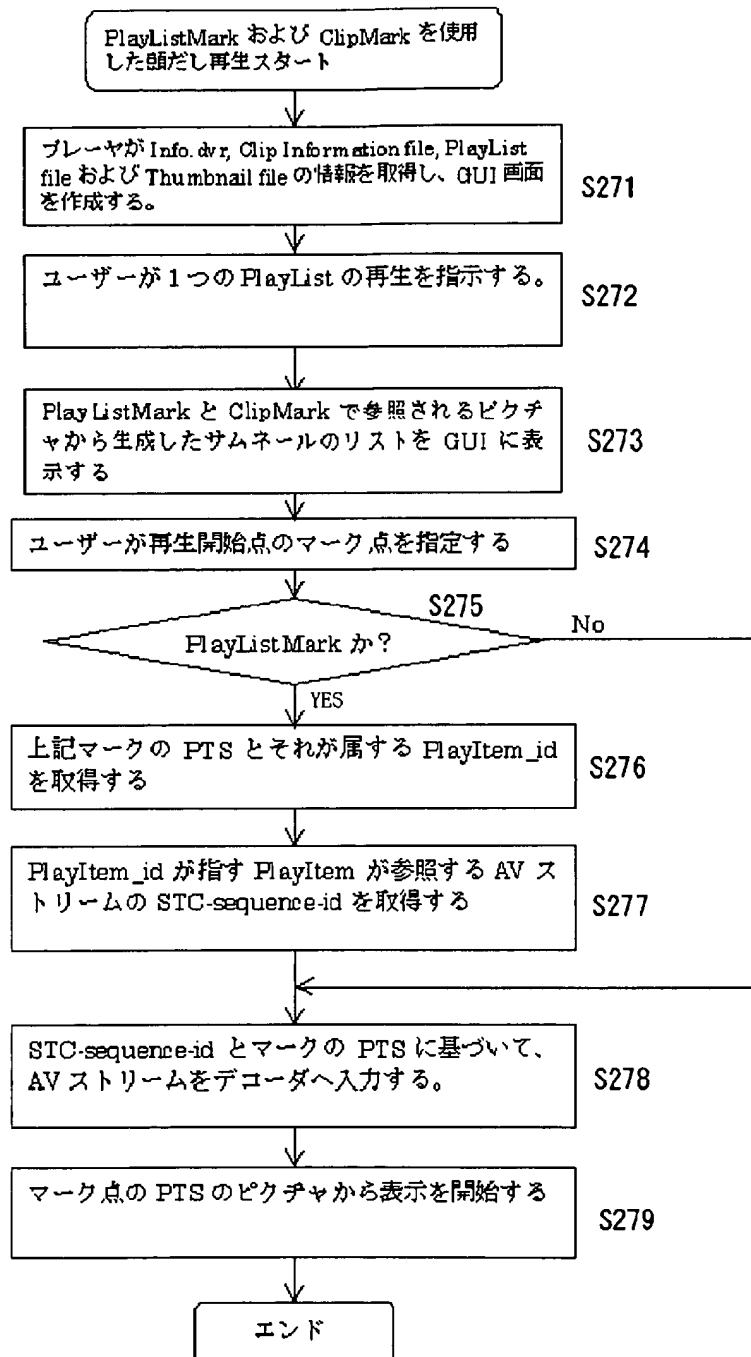 PlayListMark および ClipMark を使用
した頭だし再生スタート
プレーヤが Info.dvr, Clip Information file, PlayList
file および Thumbnail file の情報を取得し、GUI 画面
を作成する。
S271
ユーザーが１つの PlayList の再生を指示する。
S272
PlayListMark と ClipMark で参照されるピクチ
ャから生成したサムネールのリストを GUI に表
示する
S273
ユーザーが再生開始点のマーク点を指定する
S274
S275
PlayListMark か？
No
YES
上記マークの PTS とそれが属する PlayItem_id
を取得する
S276
PlayItem_id が指す PlayItem が参照する AV ス
トリームの STC-sequence-id を取得する
S277
STC-sequence-id とマークの PTS に基づいて、
AV ストリームをデコーダへ入力する。
S278
マーク点の PTS のピクチャから表示を開始する
S279
エンド